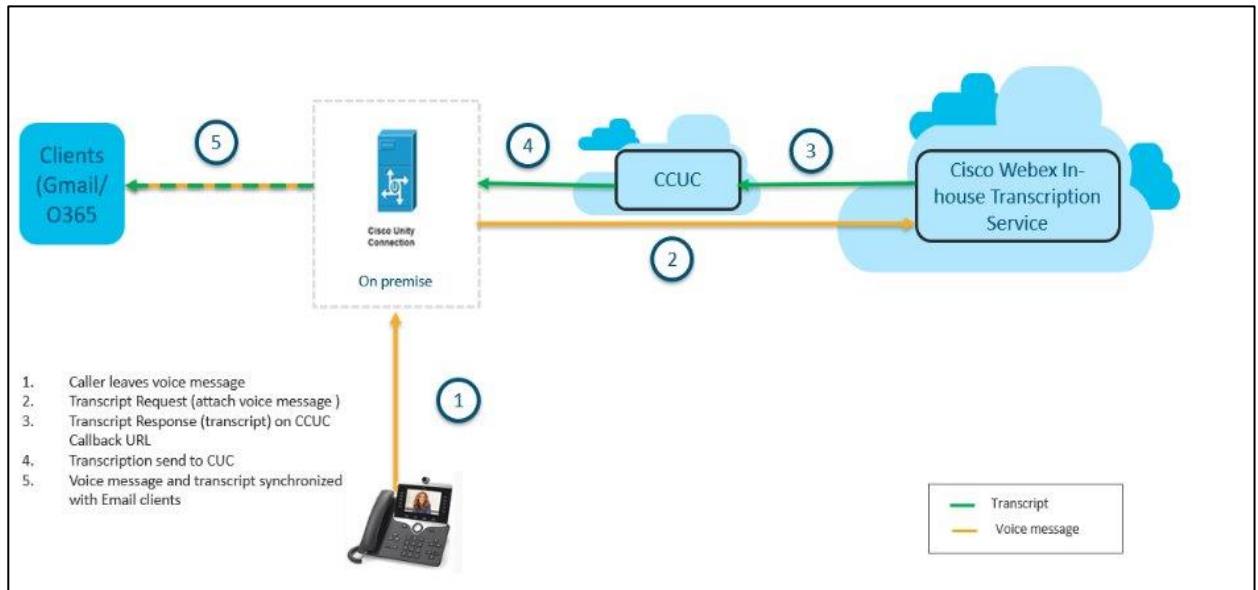 5
4
3
Clients
(Gmail/
O365
CCUC
Cisco Webex In-
house Transcription
Service
Cisco Unity
Connection
2
On premise
1
1. Caller leaves voice message
2. Transcript Request (attach voice message )
3. Transcript Response (transcript) on CCUC
Callback URL
4. Transcription send to CUC
5. Voice message and transcript synchronized
with Email clients
Transcript
Voice message